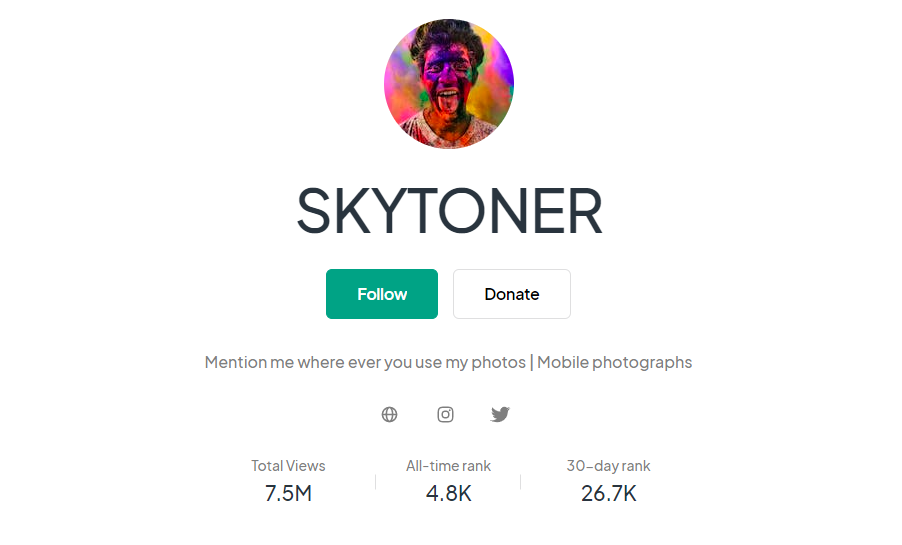 SKYTONER
Follow Donate
Mention me where ever you use my photos | Mobile photographs
Total Views All-time rank 30-day rank
7.5M 4.8K 26.7K